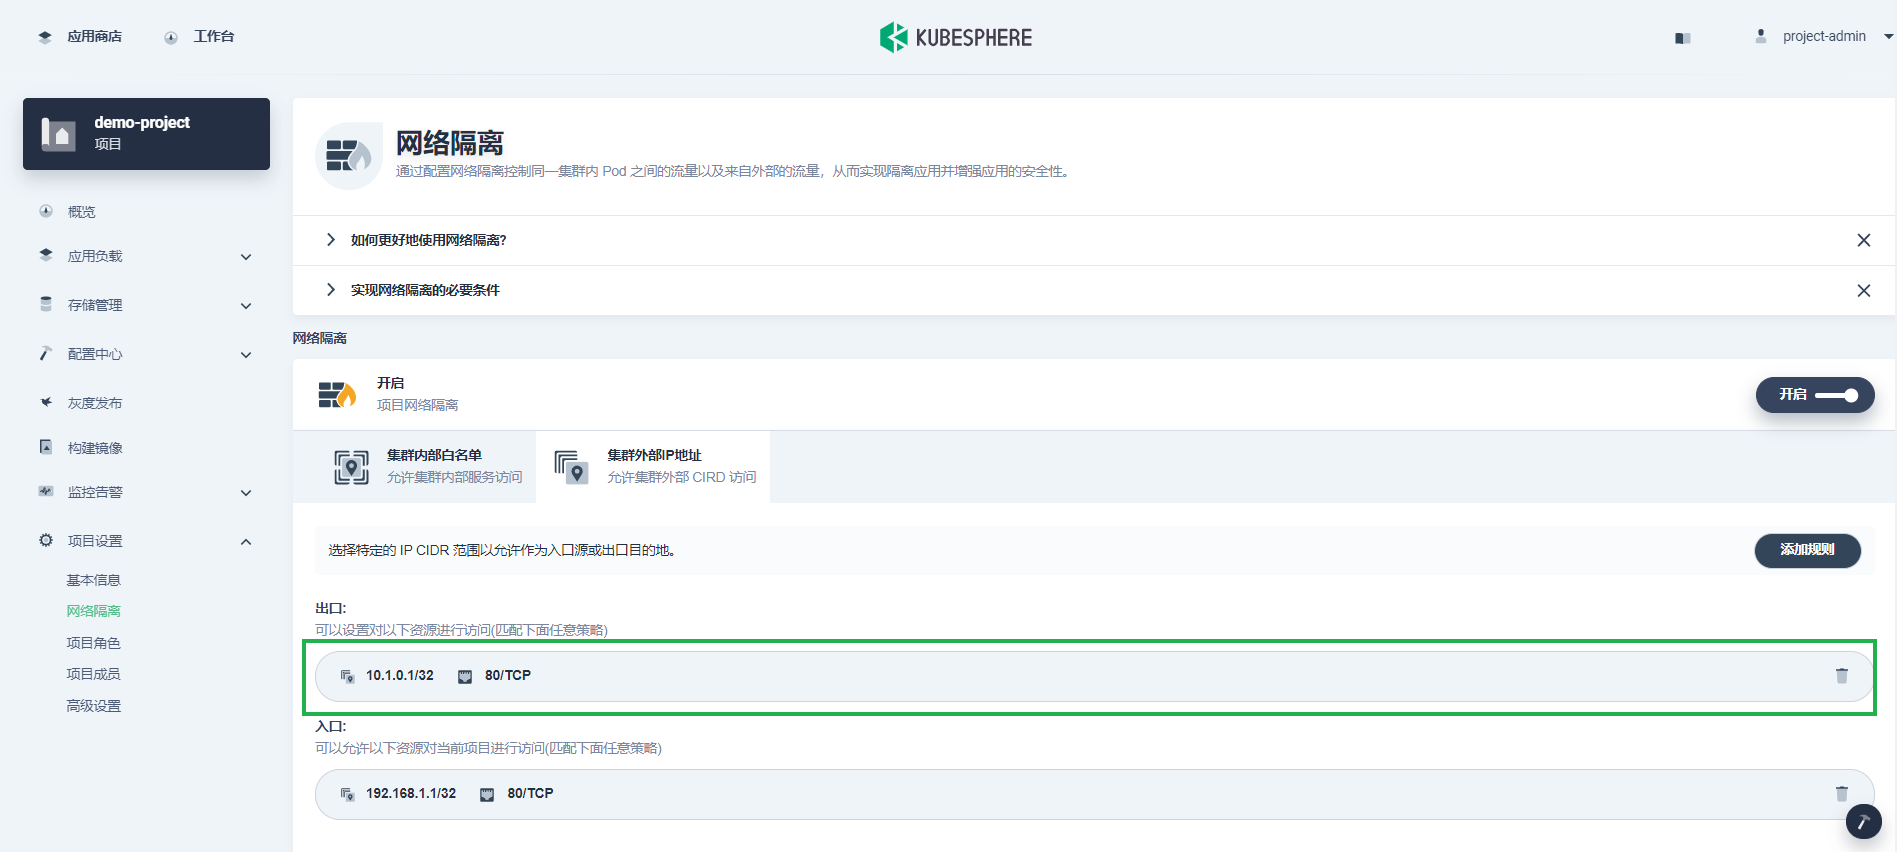 应用商店
工作台
KUBESPHERE
project-admin
demo-project
项目
概览
应用负载
存储管理
配置中心
灰度发布
构建镜像
监控告警
项目设置
基本信息
网络隔离
项目角色
项目成员
高级设置
网络隔离
通过配置网络隔离控制同一集群内 Pod 之间的流量以及来自外部的流量，从而实现隔离应用并增强应用的安全性。
如何更好地使用网络隔离?
实现网络隔离的必要条件
网络隔离
开启
项目网络隔离
开启
集群内部白名单
允许集群内部服务访问
集群外部IP地址
允许集群外部 CIRD 访问
选择特定的 IP CIDR 范围以允许作为入口源或出口目的地。
添加规则
出口:
可以设置对以下资源进行访问(匹配下面任意策略)
10.1.0.1/32 80/TCP
入口:
可以允许以下资源对当前项目进行访问(匹配下面任意策略)
192.168.1.1/32 80/TCP